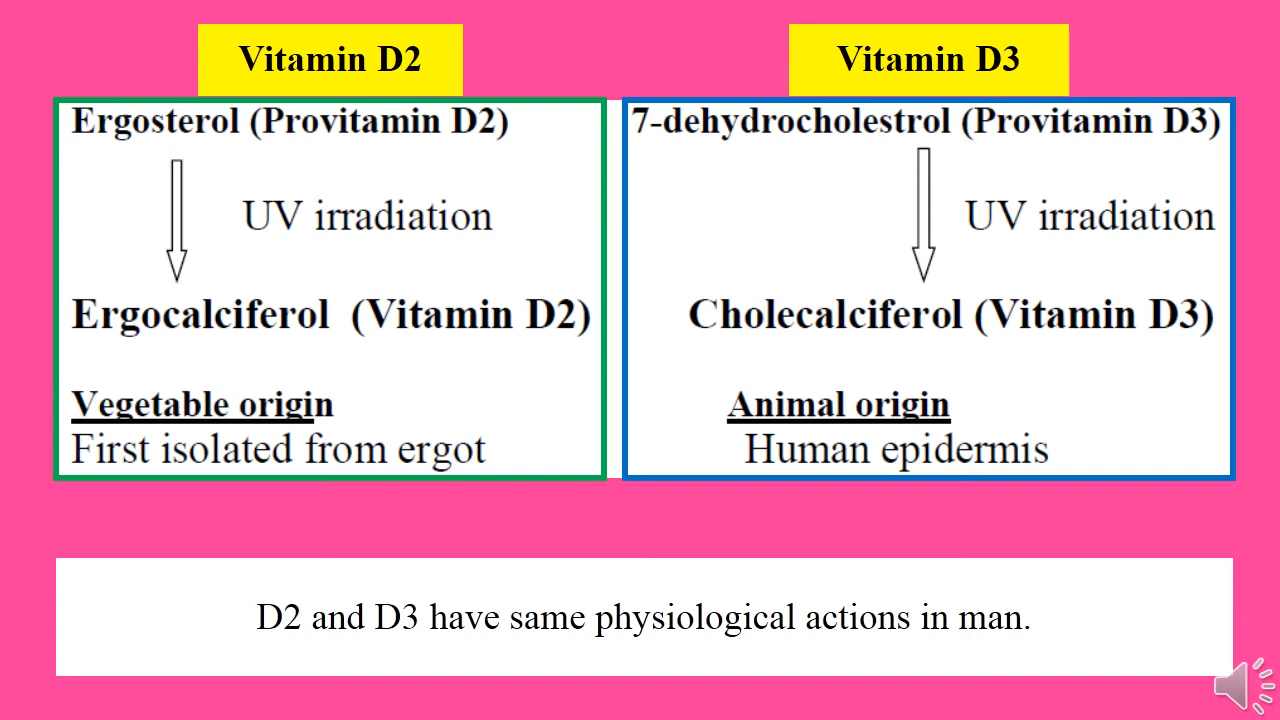 Vitamin D2
Ergosterol (Provitamin D2)
UV irradiation
Ergocalciferol (Vitamin D2)
Vegetable origin
First isolated from ergot
Vitamin D3
7-dehydrocholestrol (Provitamin D3)
UV irradiation
Cholecalciferol (Vitamin D3)
Animal origin
Human epidermis
D2 and D3 have same physiological actions in man.